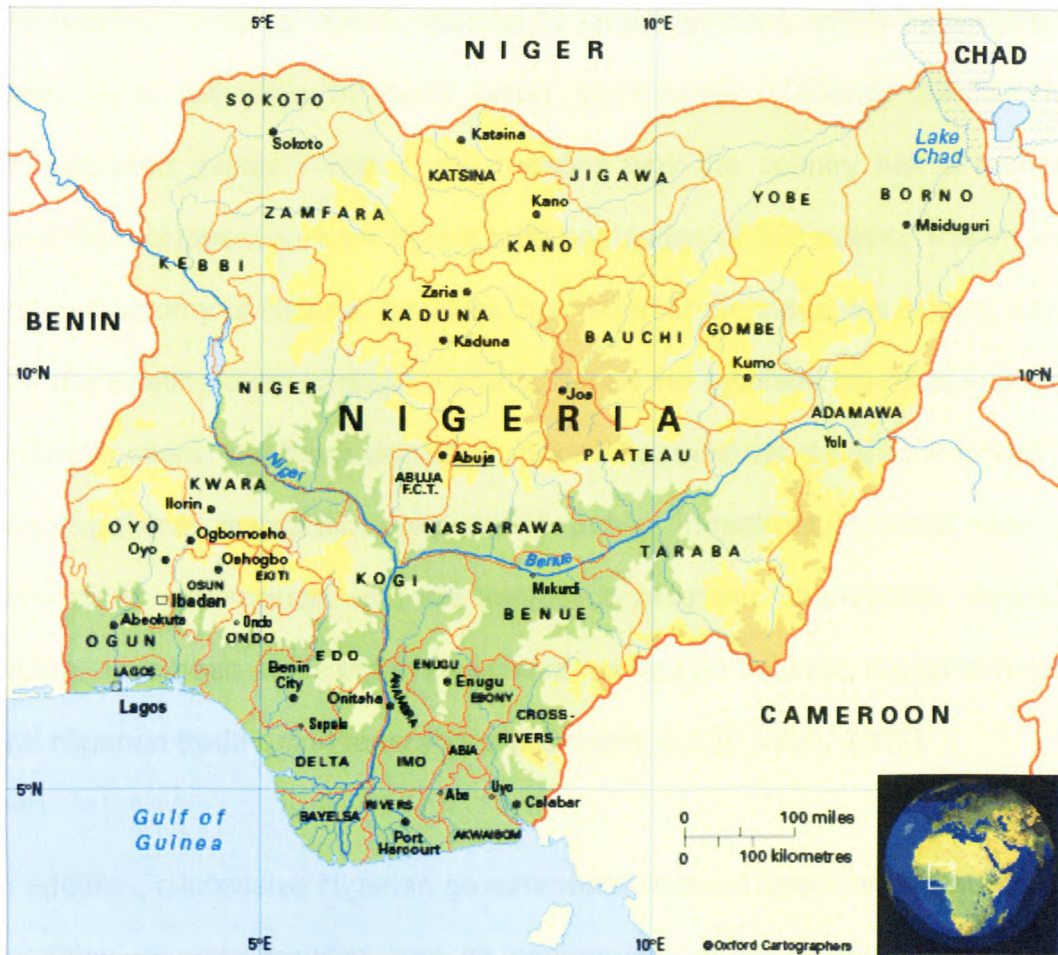 5°E
10°E
NIGER
CHAD
SOKOTO
Sokoto
Katsina
KATSINA
JIGAWA
Lake
Chad
YOBE
BORNO
ZAMFARA
Kano
Maiduguri
KANO
KEBBI
Zaria
KADUNA
BENIN
GOMBE
BAUCHI
Kaduna
Kumo
10°N
10°N
NIGER
Jos
NIGERIA
ADAMAWA
Yola
Abuja
PLATEAU
Niger
ABUJA
F.C.T.
KWARA
Ilorin
NASSARAWA
OYO
Ogbomosho
Benue
TARABA
Oyo
Oshogbo
EKITI
KOGI
OSUN
Makurdi
Ibadan
BENUE
Abeokuta
Ondo
OGUN
ONDO
EDO
ENUGU
LAGOS
Benin
City
Enugu
Onitsha
ANAMBRA
EBONY
Lagos
CROSS-
RIVERS
CAMEROON
Sapele
DELTA
IMO
ABIA
5°N
5°N
Aba
Uyo
Calabar
Gulf of
Guinea
BAYELSA
RIVERS
Port
Harcourt
AKWAIBOM
0 100 miles
0 100 kilometres
5°E
10°E
Oxford Cartographers